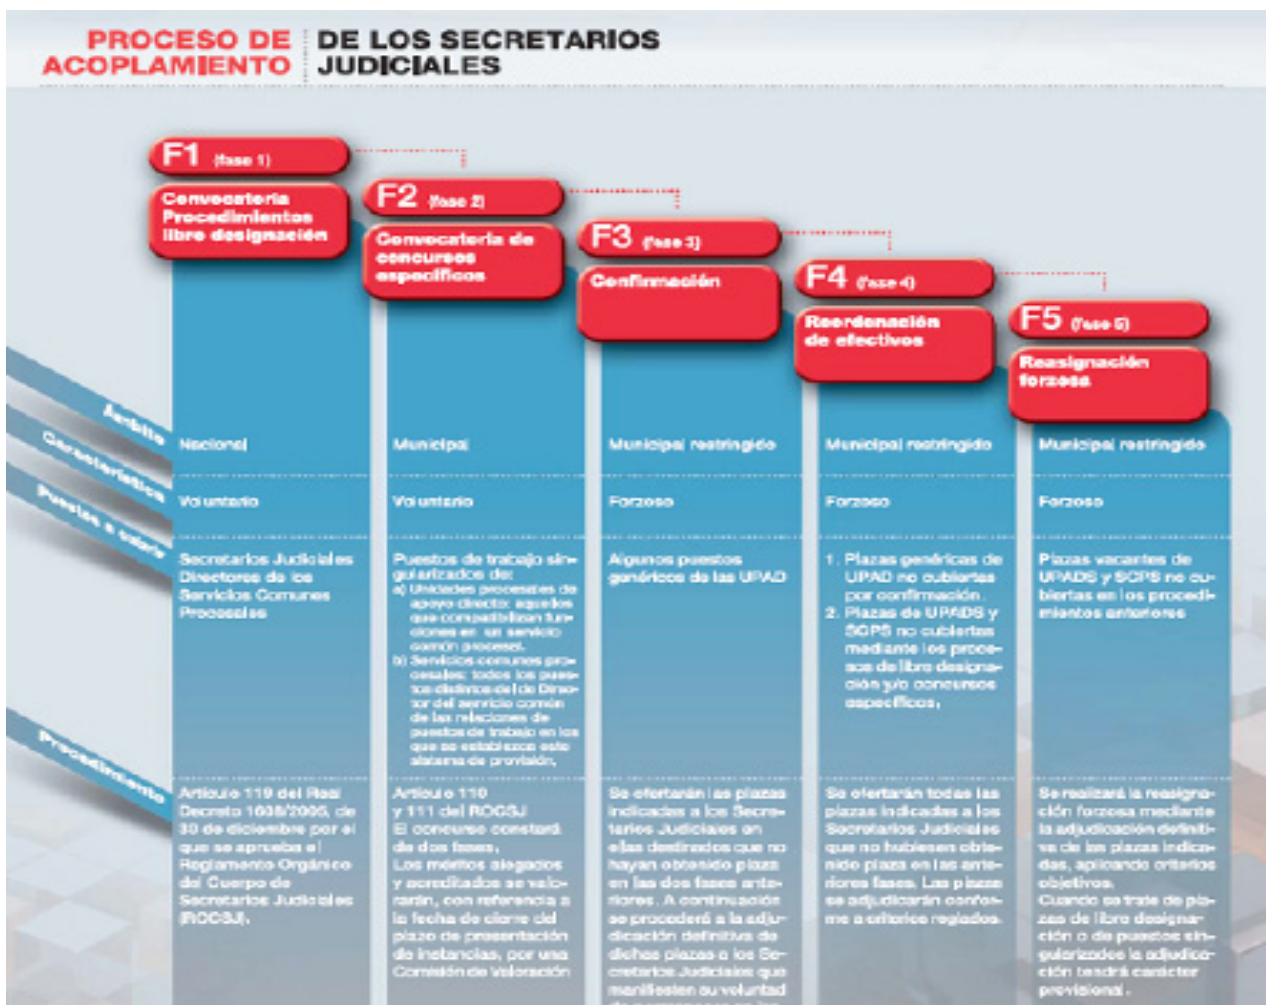 PROCESO DE
ACOPLAMIENTO
DE LOS SECRETARIOS
JUDICIALES
F1 (fase 1)
Convocatoria
Procedimientos
libre designación
F2 (fase 2)
Convocatoria de
concursos
específicos
F3 (fase 3)
Confirmación
F4 (fase 4)
Reordenación
de efectivos
F5 (fase 5)
Reasignación
forzosa
Ámbito
Nacional
Municipal
Municipal restringido
Municipal restringido
Municipal restringido
Característica
Voluntario
Voluntario
Forzoso
Forzoso
Forzoso
Puestos a cubrir
Secretarios Judiciales
Directores de los
Servicios Comunes
Procesales
Puestos de trabajo sin-
gularizados de:
a) Unidades procesales de
apoyo directo: aquellos
que compatibilizan fun-
ciones en un servicio
común procesal.
b) Servicios comunes pro-
cesales: todos los pues-
tos distintos del de Direc-
tor del servicio común
de las relaciones de
puestos de trabajo en los
que se establezca este
sistema de provisión.
Algunos puestos
genéricos de las UPAD
1. Plazas genéricas de
UPAD no cubiertas
por confirmación.
2. Plazas de UPADS y
SCPS no cubiertas
mediante los proce-
sos de libre designa-
ción y/o concursos
específicos.
Plazas vacantes de
UPADS y SCPS no cu-
biertas en los procedi-
mientos anteriores
Procedimiento
Artículo 119 del Real
Decreto 1608/2005, de
30 de diciembre por el
que se aprueba el
Reglamento Orgánico
del Cuerpo de
Secretarios Judiciales
(ROCSJ).
Artículo 110
y 111 del ROCSJ
El concurso constará
de dos fases.
Los méritos alegados
y acreditados se valo-
rarán, con referencia a
la fecha de cierre del
plazo de presentación
de instancias, por una
Comisión de Valoración
Se ofertarán las plazas
indicadas a los Secre-
tarios Judiciales en
ellas destinados que no
hayan obtenido plaza
en las dos fases ante-
riores. A continuación
se procederá a la adju-
dicación definitiva de
dichas plazas a los Se-
cretarios Judiciales que
manifiesten su voluntad
Se ofertarán todas las
plazas indicadas a los
Secretarios Judiciales
que no hubiesen obte-
nido plaza en las ante-
riores fases. Las plazas
se adjudicarán confor-
me a criterios reglados.
Se realizará la reasigna-
ción forzosa mediante
la adjudicación definiti-
va de las plazas indica-
das, aplicando criterios
objetivos.
Cuando se trate de pla-
zas de libre designa-
ción o de puestos sin-
gularizados la adjudica-
ción tendrá carácter
provisional.